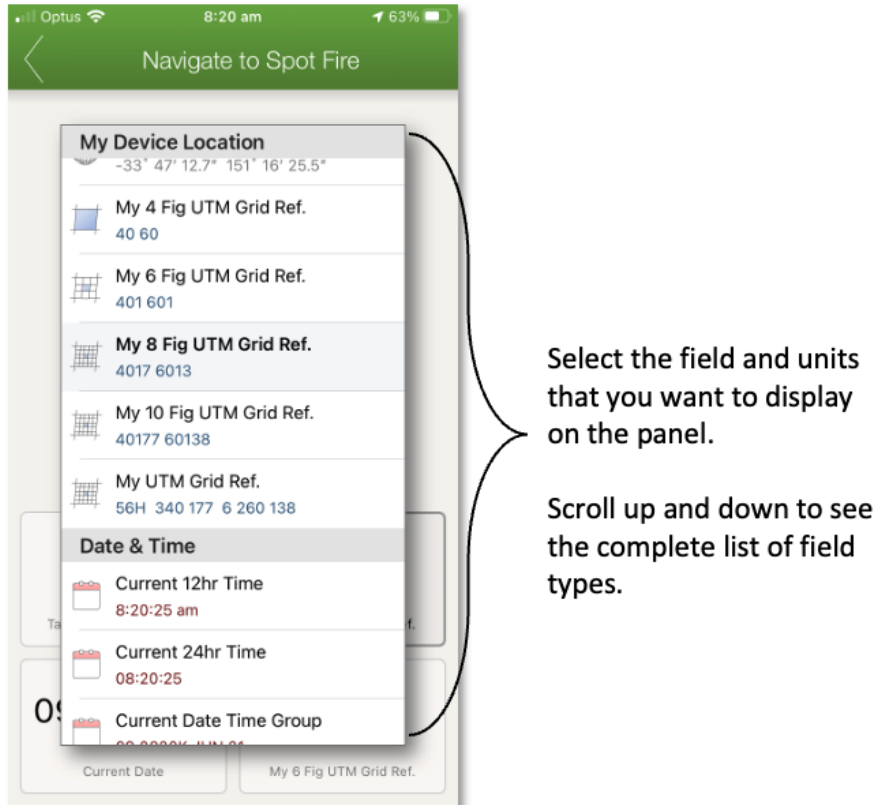 Optus 8:20 am 63%
Navigate to Spot Fire
My Device Location
-33° 47' 12.7" 151° 16' 25.5"
My 4 Fig UTM Grid Ref.
40 60
My 6 Fig UTM Grid Ref.
401 601
My 8 Fig UTM Grid Ref.
4017 6013
My 10 Fig UTM Grid Ref.
40177 60138
My UTM Grid Ref.
56H 340 177 6 260 138
Date & Time
Current 12hr Time
8:20:25 am
Current 24hr Time
08:20:25
Current Date Time Group
Current Date
My 6 Fig UTM Grid Ref.
Select the field and units
that you want to display
on the panel.
Scroll up and down to see
the complete list of field
types.